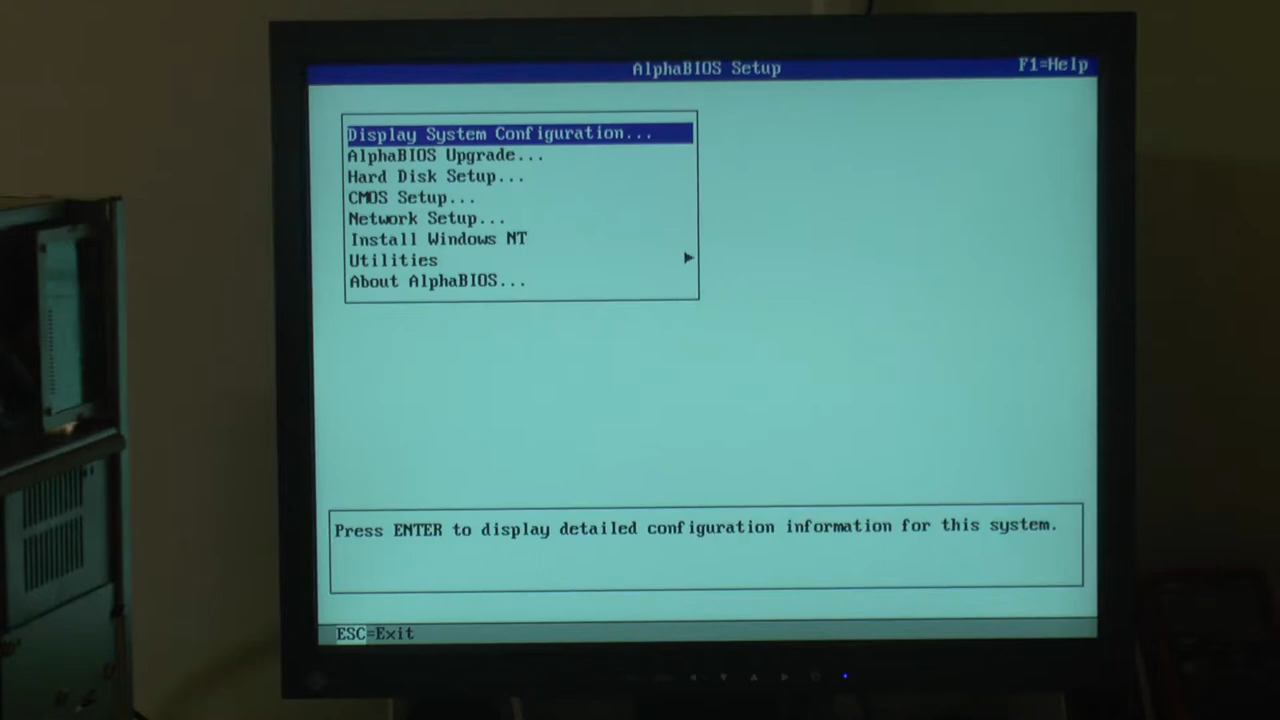 AlphaBIOS Setup F1=Help
Display System Configuration...
AlphaBIOS Upgrade...
Hard Disk Setup...
CMOS Setup...
Network Setup...
Install Windows NT
Utilities
About AlphaBIOS...
Press ENTER to display detailed configuration information for this system.
ESC=Exit